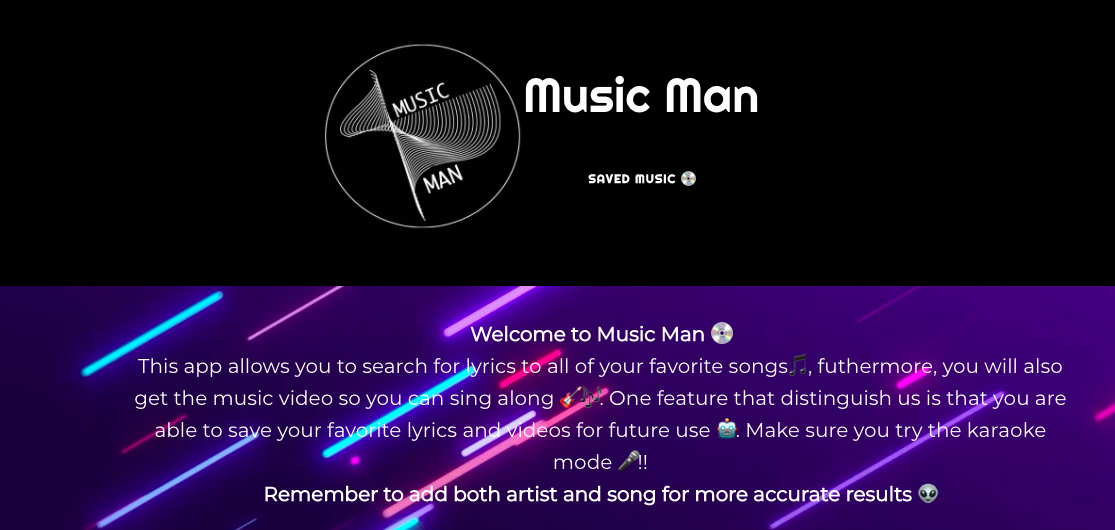 MUSIC
MAN
Music Man
SAVED MUSIC 💿
Welcome to Music Man 💿
This app allows you to search for lyrics to all of your favorite songs🎵, futhermore, you will also
get the music video so you can sing along 🎸🎶. One feature that distinguish us is that you are
able to save your favorite lyrics and videos for future use 🤖. Make sure you try the karaoke
mode 🎤!!
Remember to add both artist and song for more accurate results 👽